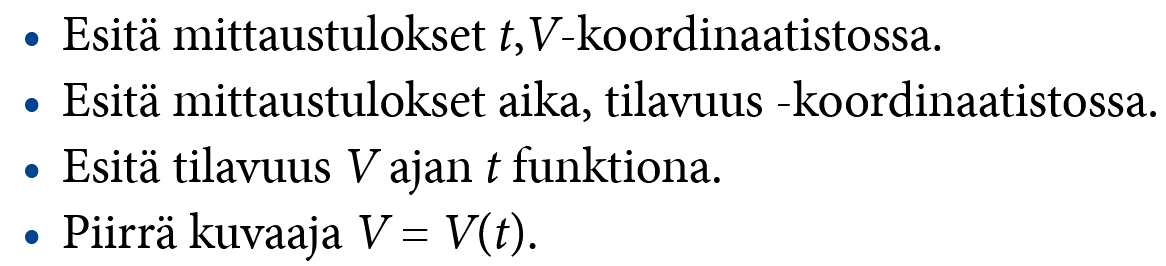 • Esitä mittaustulokset t,V-koordinaatistossa.
• Esitä mittaustulokset aika, tilavuus -koordinaatistossa.
• Esitä tilavuus V ajan t funktiona.
• Piirrä kuvaaja V = V(t).